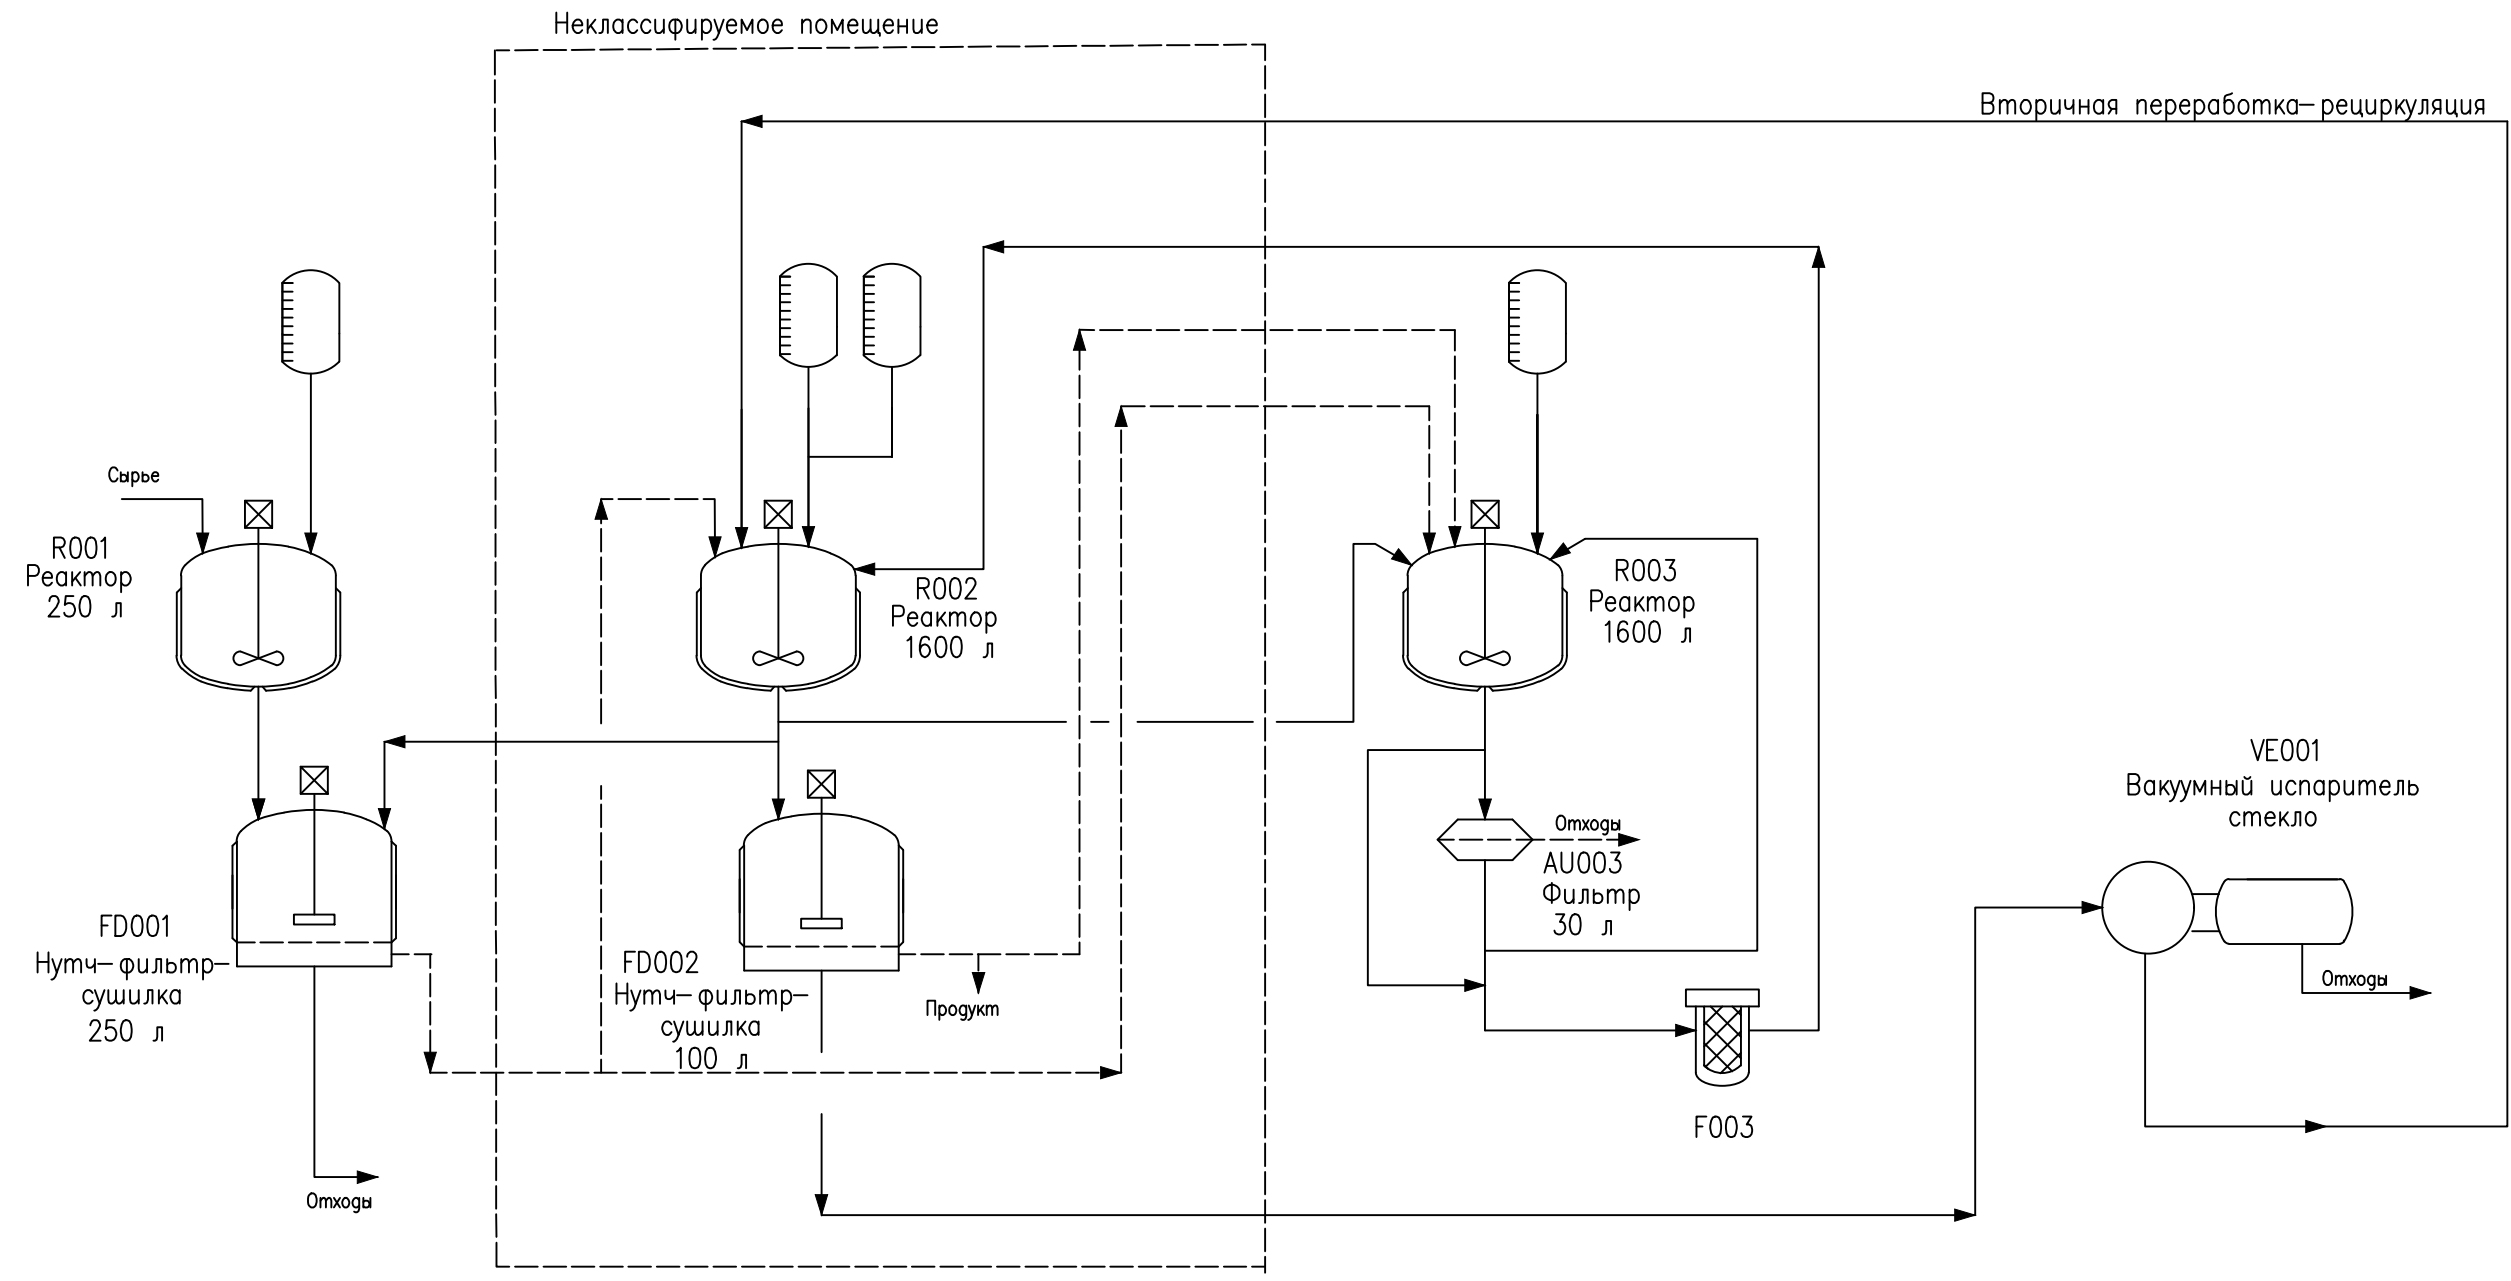 Неклассифируемое помещение
Вторичная переработка-рециркуляция
Сырье
R001
Реактор
250 л
R002
Реактор
1600 л
R003
Реактор
1600 л
VE001
Вакуумный испаритель
стекло
Отходы
AU003
Фильтр
30 л
FD001
Нутч-фильтр-
сушилка
250 л
FD002
Нутч-фильтр-
сушилка
100 л
Продукт
Отходы
F003
Отходы